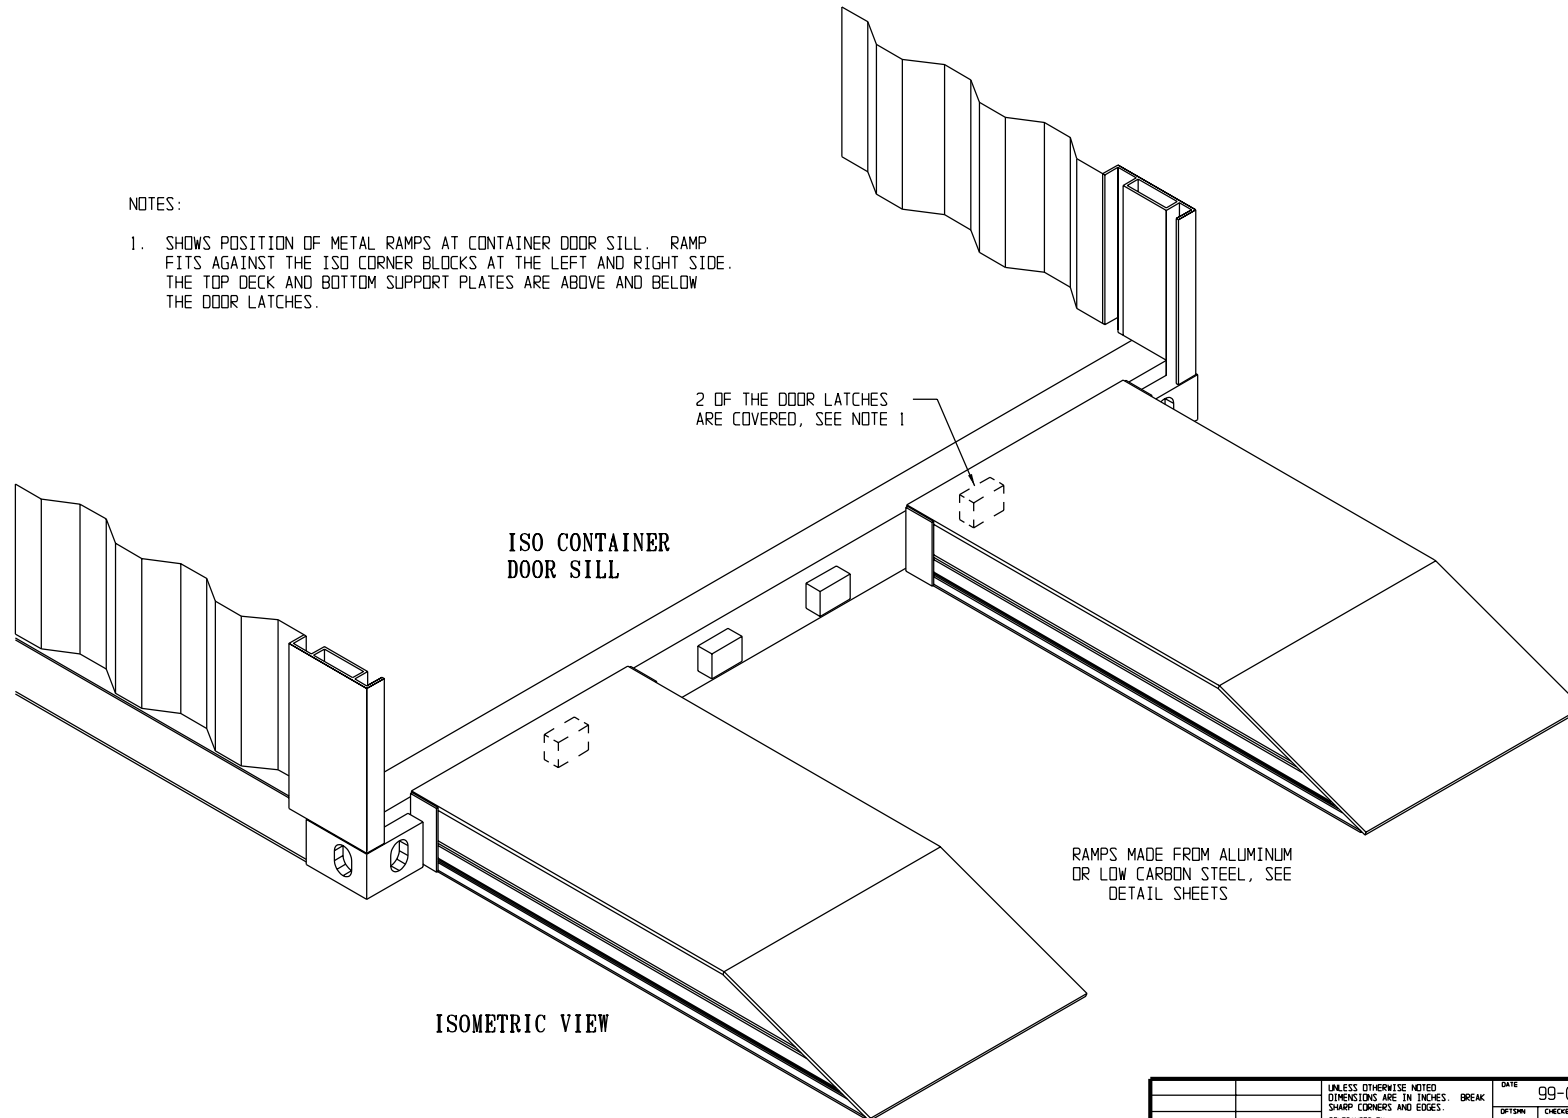 NOTES:
1. SHOWS POSITION OF METAL RAMPS AT CONTAINER DOOR SILL. RAMP
FITS AGAINST THE ISO CORNER BLOCKS AT THE LEFT AND RIGHT SIDE.
THE TOP DECK AND BOTTOM SUPPORT PLATES ARE ABOVE AND BELOW
THE DOOR LATCHES.
2 OF THE DOOR LATCHES
ARE COVERED, SEE NOTE 1
ISO CONTAINER
DOOR SILL
RAMPS MADE FROM ALUMINUM
OR LOW CARBON STEEL, SEE
DETAIL SHEETS
ISOMETRIC VIEW
UNLESS OTHERWISE NOTED
DIMENSIONS ARE IN INCHES. BREAK
SHARP CORNERS AND EDGES.
DATE
DFTSMN